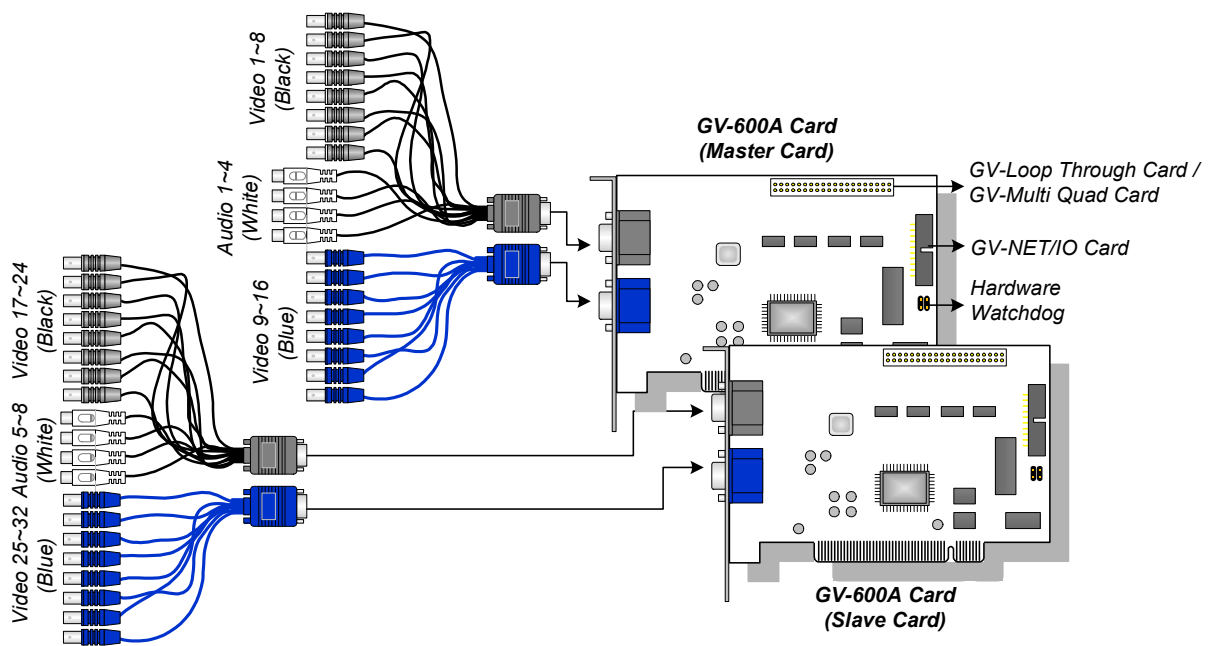 Video 1~8
(Black)
Audio 1~4
(White)
Video 9~16
(Blue)
GV-600A Card
(Master Card)
GV-Loop Through Card /
GV-Multi Quad Card
GV-NET/IO Card
Hardware
Watchdog
Video 17~24
(Black)
Audio 5~8
(White)
Video 25~32
(Blue)
GV-600A Card
(Slave Card)